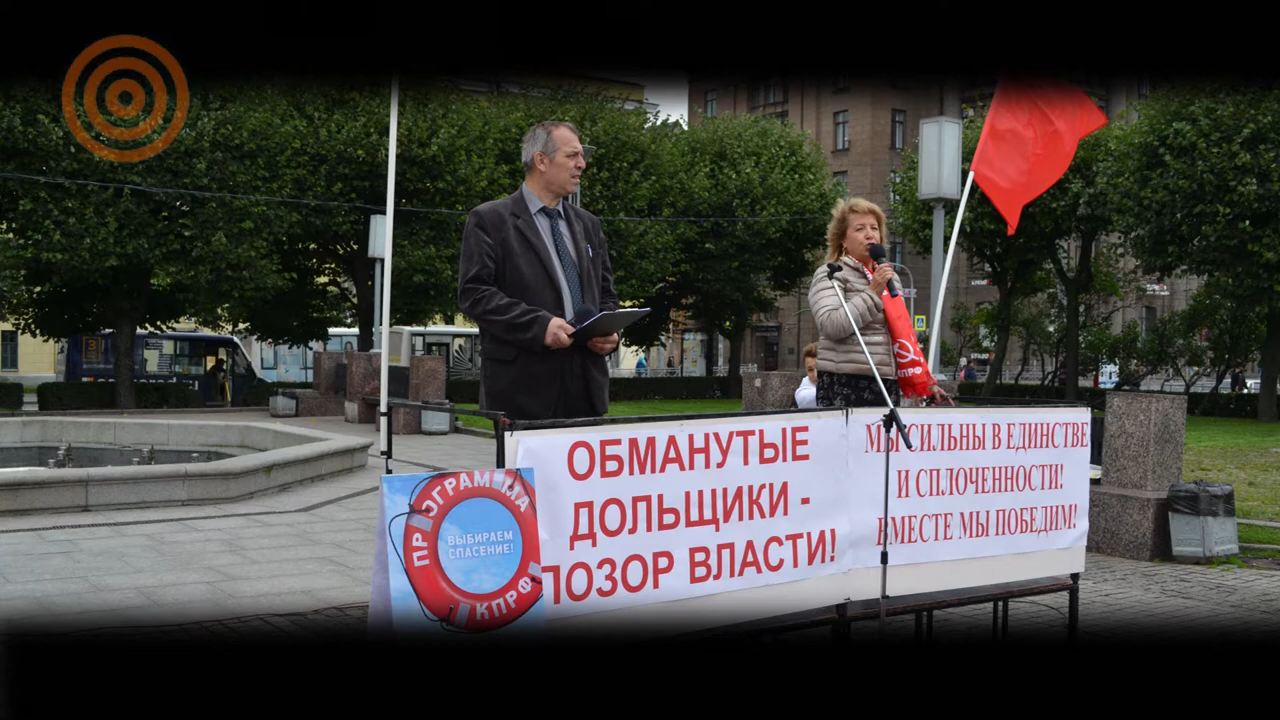 ОБМАНУТЫЕ
ДОЛЬЩИКИ -
ПОЗОР ВЛАСТИ!
МЫ СИЛЬНЫ В ЕДИНСТВЕ
И СПЛОЧЕННОСТИ!
ВМЕСТЕ МЫ ПОБЕДИМ!
ПРОГРАММА
ВЫБИРАЕМ
СПАСЕНИЕ!
КПРФ
КПРФ